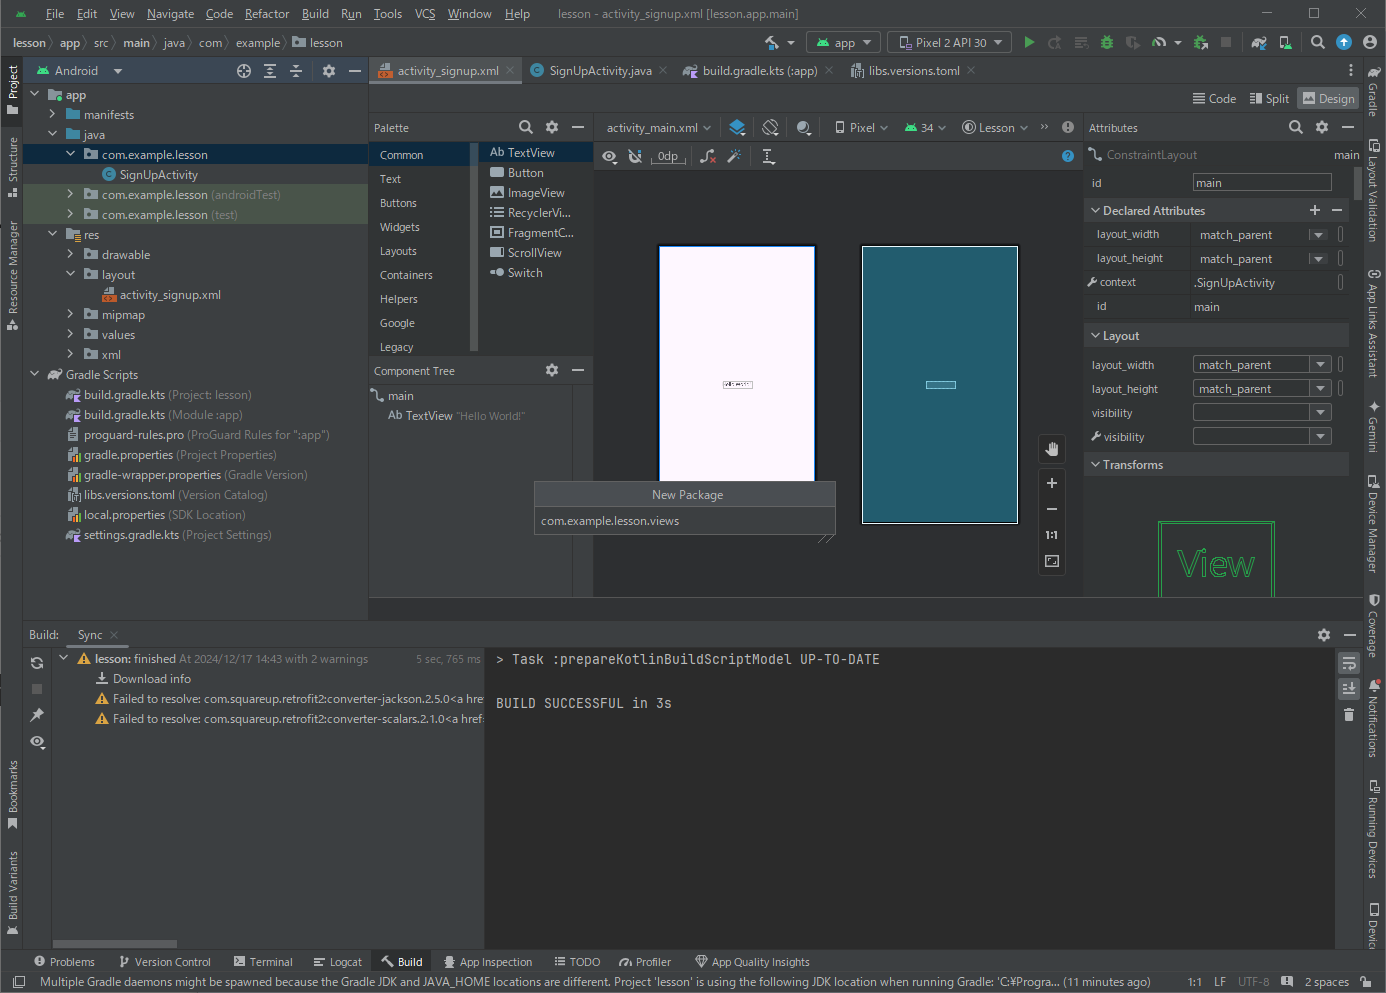 File Edit View Navigate Code Refactor Build Run Tools VCS Window Help lesson - activity_signup.xml [lesson.app.main]
lesson app src main java com example lesson
app Pixel 2 API 30
Android
activity_signup.xml SignUpActivity.java build.gradle.kts (:app) libs.versions.toml
Code Split Design
Project
Structure
Resource Manager
Bookmarks
Build Variants
app
manifests
java
com.example.lesson
SignUpActivity
com.example.lesson (androidTest)
com.example.lesson (test)
res
drawable
layout
activity_signup.xml
mipmap
values
xml
Gradle Scripts
build.gradle.kts (Project: lesson)
build.gradle.kts (Module :app)
proguard-rules.pro (ProGuard Rules for ":app")
gradle.properties (Project Properties)
gradle-wrapper.properties (Gradle Version)
libs.versions.toml (Version Catalog)
local.properties (SDK Location)
settings.gradle.kts (Project Settings)
Palette
Common
Text
Buttons
Widgets
Layouts
Containers
Helpers
Google
Legacy
Ab TextView
Button
ImageView
RecyclerVi...
FragmentC...
ScrollView
Switch
Component Tree
main
Ab TextView "Hello World!"
activity_main.xml Pixel 34 Lesson
0dp
Hello World!
1:1
New Package
com.example.lesson.views
Attributes
ConstraintLayout main
id main
Declared Attributes
layout_width match_parent
layout_height match_parent
context .SignUpActivity
id main
Layout
layout_width match_parent
layout_height match_parent
visibility
visibility
Transforms
View
Gradle
Layout Validation
App Links Assistant
Gemini
Device Manager
Coverage
Notifications
Running Devices
Build: Sync
lesson: finished At 2024/12/17 14:43 with 2 warnings 5 sec, 765 ms
Download info
Failed to resolve: com.squareup.retrofit2:converter-jackson.2.5.0<a href
Failed to resolve: com.squareup.retrofit2:converter-scalars.2.1.0<a href
> Task :prepareKotlinBuildScriptModel UP-TO-DATE
BUILD SUCCESSFUL in 3s
Problems Version Control Terminal Logcat Build App Inspection TODO Profiler App Quality Insights
Multiple Gradle daemons might be spawned because the Gradle JDK and JAVA_HOME locations are different. Project 'lesson' is using the following JDK location when running Gradle: 'C:¥Progra... (11 minutes ago) 1:1 LF UTF-8 2 spaces